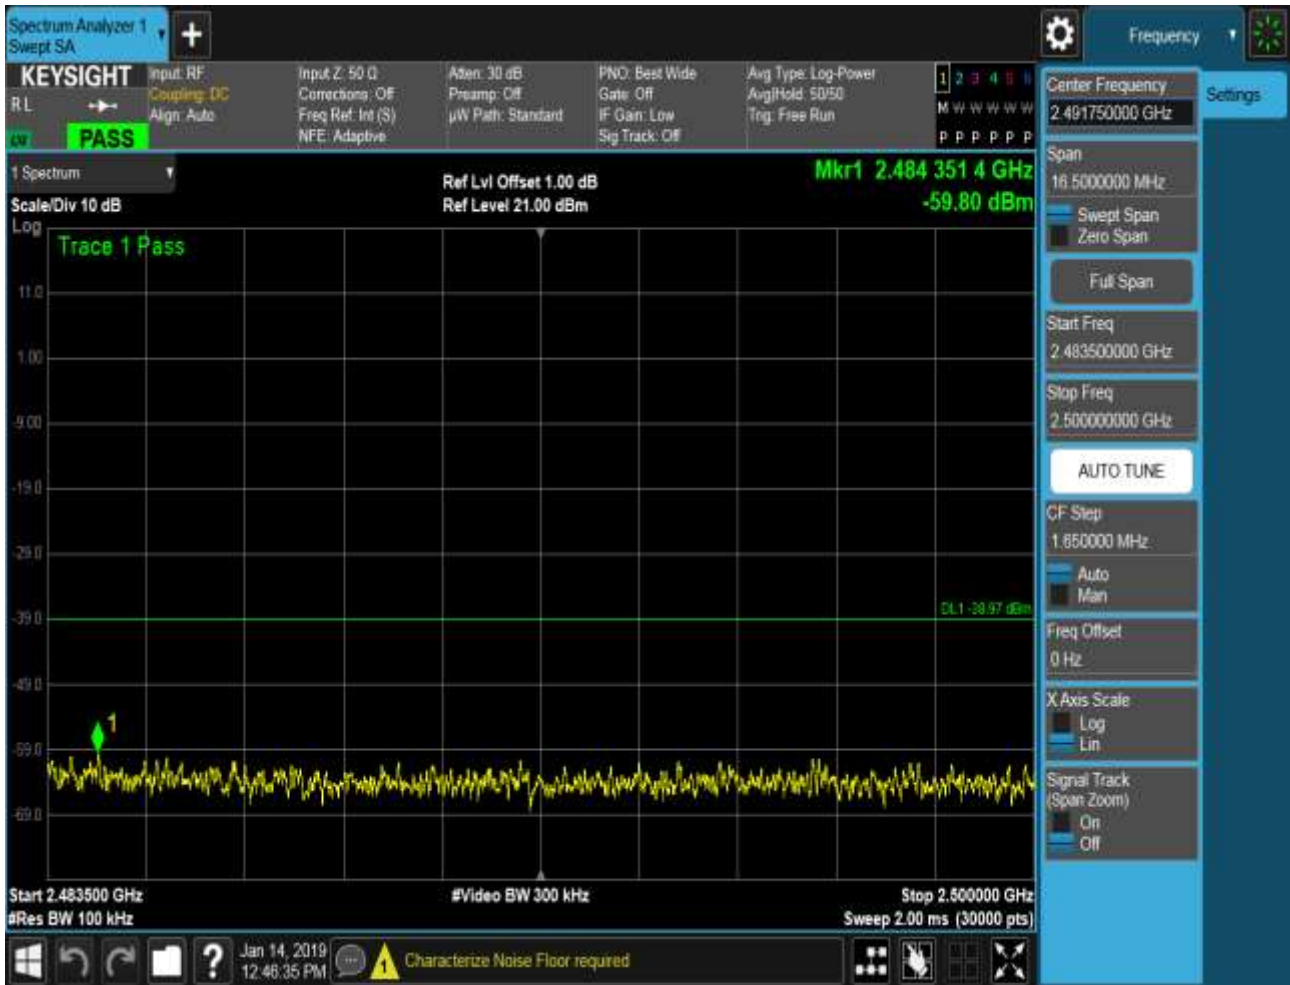 Spectrum Analyzer 1
Swept SA
+
Frequency
KEYSIGHT
RL
PASS
Input: RF
Coupling: DC
Align: Auto
Input Z: 50 Ω
Corrections: Off
Freq Ref: Int (S)
NFE: Adaptive
Atten: 30 dB
Preamp: Off
µW Path: Standard
PNO: Best Wide
Gate: Off
IF Gain: Low
Sig Track: Off
Avg Type: Log-Power
Avg|Hold: 50/50
Trig: Free Run
1 2 3 4 5 6
M W W W W W
P P P P P P
1 Spectrum
Scale/Div 10 dB
Ref Lvl Offset 1.00 dB
Ref Level 21.00 dBm
Mkr1 2.484 351 4 GHz
-59.80 dBm
Log
Trace 1 Pass
11.0
1.00
-9.00
-19.0
-29.0
-39.0
DL1 -38.97 dBm
-49.0
1
-59.0
-69.0
Start 2.483500 GHz
#Res BW 100 kHz
#Video BW 300 kHz
Stop 2.500000 GHz
Sweep 2.00 ms (30000 pts)
?
Jan 14, 2019
12:46:35 PM
1
Characterize Noise Floor required
Center Frequency
2.491750000 GHz
Settings
Span
16.5000000 MHz
Swept Span
Zero Span
Full Span
Start Freq
2.483500000 GHz
Stop Freq
2.500000000 GHz
AUTO TUNE
CF Step
1.650000 MHz
Auto
Man
Freq Offset
0 Hz
X Axis Scale
Log
Lin
Signal Track
(Span Zoom)
On
Off